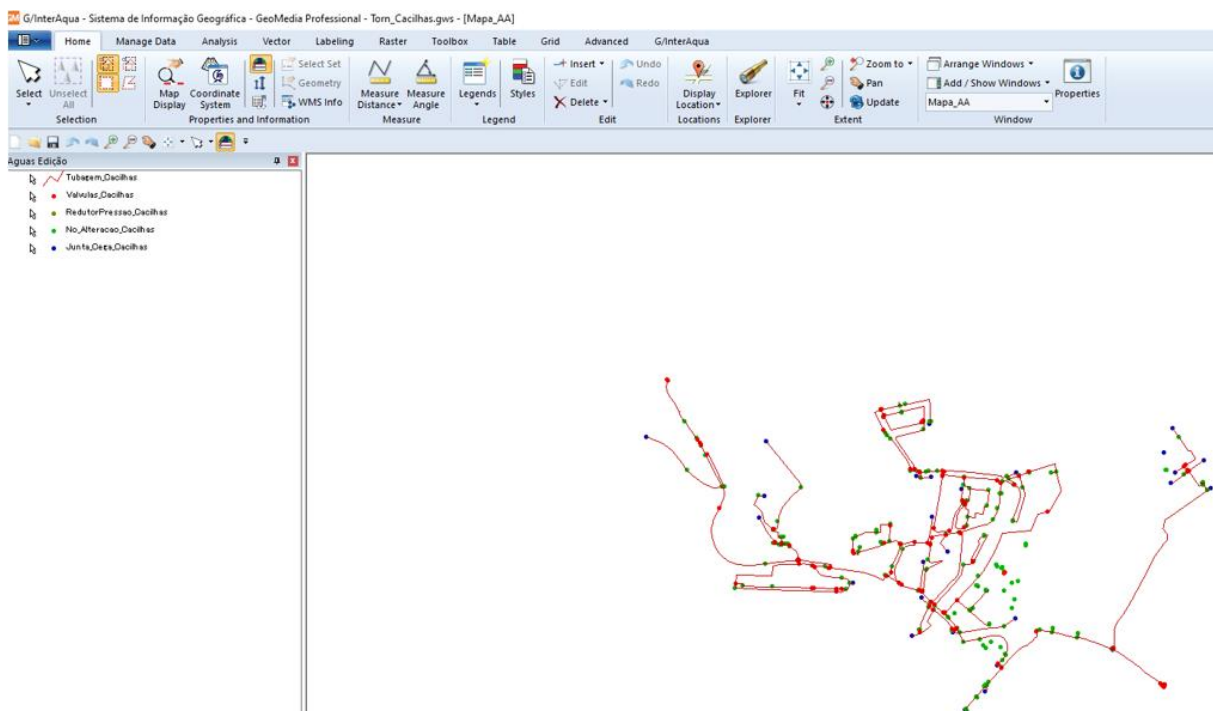 GM G/InterAqua - Sistema de Informação Geográfica - GeoMedia Professional - Torn_Cacilhas.gws - [Mapa_AA]
Home Manage Data Analysis Vector Labeling Raster Toolbox Table Grid Advanced G/InterAqua
Select
Unselect All
Selection
Map Display
Coordinate System
Select Set
Geometry
WMS Info
Properties and Information
Measure Distance
Measure Angle
Measure
Legends
Styles
Legend
Insert
Edit
Delete
Undo
Redo
Edit
Display Location
Locations
Explorer
Explorer
Fit
Zoom to
Pan
Update
Extent
Arrange Windows
Add / Show Windows
Mapa_AA
Properties
Window
Aguas Edição
Tubagem_Cacilhas
Valvulas_Cacilhas
RedutorPressao_Cacilhas
No_Alteracao_Cacilhas
Junta_Cega_Cacilhas